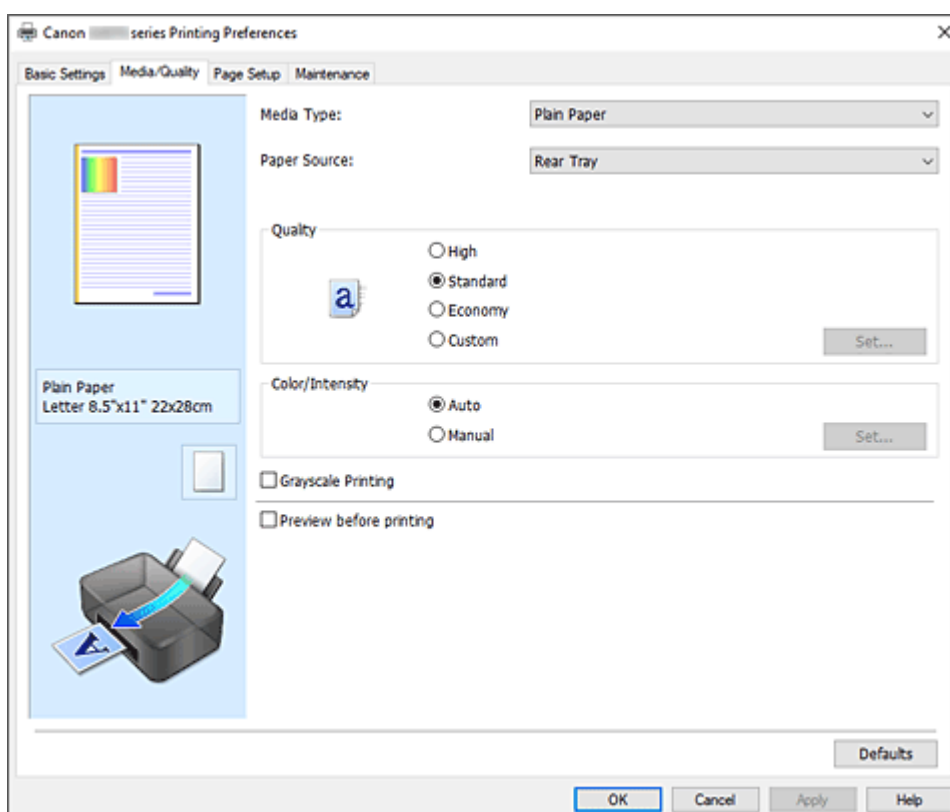 Canon series Printing Preferences
Basic Settings Media/Quality Page Setup Maintenance
Media Type: Plain Paper
Paper Source: Rear Tray
Quality
High
a Standard
Economy
Custom Set...
Plain Paper
Letter 8.5"x11" 22x28cm
Color/Intensity
Auto
Manual Set...
Grayscale Printing
Preview before printing
A
Defaults
OK Cancel Apply Help